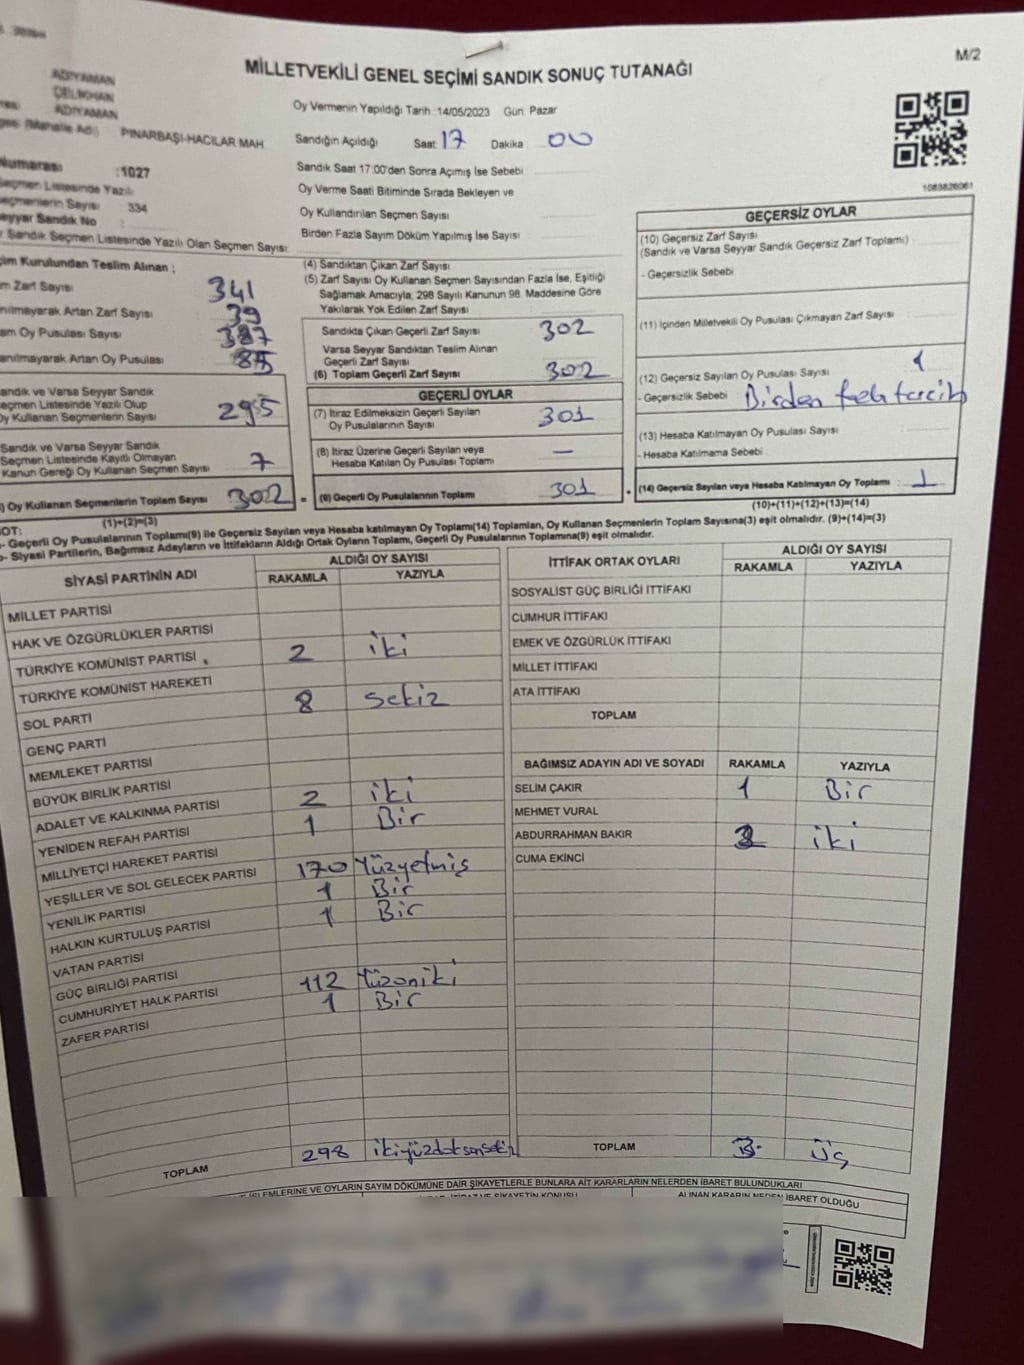 M/2
MİLLETVEKİLİ GENEL SEÇİMİ SANDIK SONUÇ TUTANAĞI
ADIYAMAN
ÇELİKHAN
ADIYAMAN
(Mahalle Adı) PINARBAŞI-HACILAR MAH
Numarası :1027
Seçmen Listesinde Yazılı
Seçmenlerin Sayısı 334
Seyyar Sandık No :
Sandık Seçmen Listesinde Yazılı Olan Seçmen Sayısı:
Oy Vermenin Yapıldığı Tarih :14/05/2023 Gün: Pazar
Sandığın Açıldığı Saat 17 Dakika 00
Sandık Saat 17:00'den Sonra Açımış İse Sebebi
Oy Verme Saati Bitiminde Sırada Bekleyen ve
Oy Kullandırılan Seçmen Sayısı
Birden Fazla Sayım Döküm Yapılmış İse Sayısı
1083826061
Kurulundan Teslim Alınan ;
Zarf Sayısı 341
Artan Zarf Sayısı 39
Oy Pusulası Sayısı 387
Artan Oy Pusulası 85
Sandık ve Varsa Seyyar Sandık
Seçmen Listesinde Yazılı Olup
Oy Kullanan Seçmenlerin Sayısı 295
Sandık ve Varsa Seyyar Sandık
Seçmen Listesinde Kayıtlı Olmayan
Kanun Gereği Oy Kullanan Seçmen Sayısı 7
Oy Kullanan Seçmenlerin Toplam Sayısı 302 =
(1)+(2)=(3)
(4) Sandıktan Çıkan Zarf Sayısı
(5) Zarf Sayısı Oy Kullanan Seçmen Sayısından Fazla İse, Eşitliği
Sağlamak Amacıyla, 298 Sayılı Kanunun 98. Maddesine Göre
Yakılarak Yok Edilen Zarf Sayısı
Sandıkta Çıkan Geçerli Zarf Sayısı 302
Varsa Seyyar Sandıktan Teslim Alınan
Geçerli Zarf Sayısı
(6) Toplam Geçerli Zarf Sayısı 302
GEÇERLİ OYLAR
(7) İtiraz Edilmeksizin Geçerli Sayılan
Oy Pusulalarının Sayısı 301
(8) İtiraz Üzerine Geçerli Sayılan veya
Hesaba Katılan Oy Pusulası Toplamı —
(9) Geçerli Oy Pusulalarının Toplamı 301
GEÇERSİZ OYLAR
(10) Geçersiz Zarf Sayısı
(Sandık ve Varsa Seyyar Sandık Geçersiz Zarf Toplamı)
- Geçersizlik Sebebi
(11) İçinden Milletvekili Oy Pusulası Çıkmayan Zarf Sayısı
(12) Geçersiz Sayılan Oy Pusulası Sayısı 1
- Geçersizlik Sebebi Birden
(13) Hesaba Katılmayan Oy Pusulası Sayısı
- Hesaba Katılmama Sebebi
(14) Geçersiz Sayılan veya Hesaba Katılmayan Oy Toplamı : 1
(10)+(11)+(12)+(13)=(14)
NOT:
- Geçerli Oy Pusulalarının Toplamı(9) ile Geçersiz Sayılan veya Hesaba katılmayan Oy Toplamı(14) Toplamları, Oy Kullanan Seçmenlerin Toplam Sayısına(3) eşit olmalıdır. (9)+(14)=(3)
- Siyasi Partilerin, Bağımsız Adayların ve İttifakların Aldığı Ortak Oyların Toplamı, Geçerli Oy Pusulalarının Toplamına(9) eşit olmalıdır.
SİYASİ PARTİNİN ADI ALDIĞI OY SAYISI
RAKAMLA YAZIYLA
MİLLET PARTİSİ
HAK VE ÖZGÜRLÜKLER PARTİSİ
TÜRKİYE KOMÜNİST PARTİSİ 2 iki
TÜRKİYE KOMÜNİST HAREKETİ
SOL PARTİ 8 sekiz
GENÇ PARTİ
MEMLEKET PARTİSİ
BÜYÜK BİRLİK PARTİSİ
ADALET VE KALKINMA PARTİSİ 2 iki
YENİDEN REFAH PARTİSİ 1 Bir
MİLLİYETÇİ HAREKET PARTİSİ
YEŞİLLER VE SOL GELECEK PARTİSİ 170 Yüzyetmiş
YENİLİK PARTİSİ 1 Bir
HALKIN KURTULUŞ PARTİSİ 1 Bir
VATAN PARTİSİ
GÜÇ BİRLİĞİ PARTİSİ
CUMHURİYET HALK PARTİSİ 112 Yüzoniki
ZAFER PARTİSİ 1 Bir
TOPLAM 298 ikiyüzdoksansekiz
İTTİFAK ORTAK OYLARI ALDIĞI OY SAYISI
RAKAMLA YAZIYLA
SOSYALİST GÜÇ BİRLİĞİ İTTİFAKI
CUMHUR İTTİFAKI
EMEK VE ÖZGÜRLÜK İTTİFAKI
MİLLET İTTİFAKI
ATA İTTİFAKI
TOPLAM
BAĞIMSIZ ADAYIN ADI VE SOYADI RAKAMLA YAZIYLA
SELİM ÇAKIR 1 Bir
MEHMET VURAL
ABDURRAHMAN BAKIR 2 iki
CUMA EKİNCİ
TOPLAM 3 üç
İŞLEMLERİNE VE OYLARIN SAYIM DÖKÜMÜNE DAİR ŞİKAYETLERLE BUNLARA AİT KARARLARIN NELERDEN İBARET BULUNDUKLARI
İTİRAZ VE ŞİKAYETİN KONUSU ALINAN KARARIN NEDEN İBARET OLDUĞU